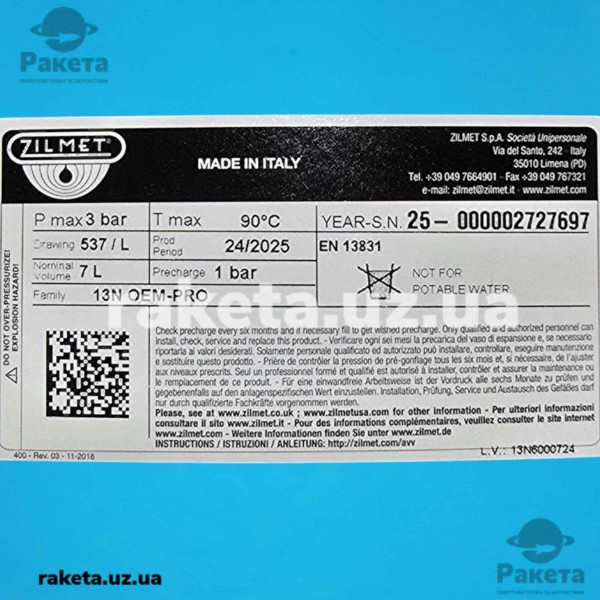 Ракета
ПОБУТОВА ТЕХНІКА ТА ЗАПЧАСТИНИ
Ракета
ПОБУТОВА ТЕХНІКА ТА ЗАПЧАСТИНИ
ZILMET
MADE IN ITALY
ZILMET S.p.A. Società Unipersonale
Via del Santo, 242 - Italy
35010 Limena (PD)
Tel. +39 049 7664901 - Fax +39 049 767321
e-mail: zilmet@zilmet.it - www.zilmet.it
P max 3 bar T max 90°C YEAR-S.N. 25- 000002727697
Drawing 537 / L Prod Period 24/2025 EN 13831
Nominal Volume 7 L Precharge 1 bar NOT FOR POTABLE WATER
Family 13N OEM-PRO
DO NOT OVER-PRESSURIZE!
EXPLOSION HAZARD!
raketa.uz.ua
Check precharge every six months and if necessary fill to get wished precharge. Only qualified and authorized personnel can
install, check, service and replace this product. - Verificare ogni sei mesi la precarica del vaso di espansione, se necessario
riportarla ai valori desiderati. Solamente personale qualificato ed autorizzato può installare, controllare, eseguire manutenzione
o sostituire questo prodotto. - Prière de contrôler la pression de pré-gonflage tous les six mois et, si nécessaire, de l'ajuster
aux niveaux prescrits. Seul un professionnel formé et qualifié est autorisé à installer, contrôler et assurer la maintenance ou
le remplacement de ce produit. - Für eine einwandfreie Arbeitsweise ist der Vordruck alle sechs Monate zu prüfen und
gegebenenfalls auf den anlagenspezifischen Wert einzustellen. Installation, Prüfung, Service und Austausch des Gefäßes darf
nur durch qualifizierte Fachkräfte vorgenommen werden.
Please, see at www.zilmet.co.uk ; www.zilmetusa.com for other information - Per ulteriori informazioni
consultare il sito www.zilmet.it - Pour des informations complémentaires, veuillez consulter le site internet
www.zilmet.com - Weitere Informationen finden Sie unter www.zilmet.de
INSTRUCTIONS / ISTRUZIONI / ANLEITUNG: http://zilmet.com/avv
400 - Rev. 03 - 11-2018
L.V.: 13N6000724
raketa.uz.ua
Ракета
ПОБУТОВА ТЕХНІКА ТА ЗАПЧАСТИНИ